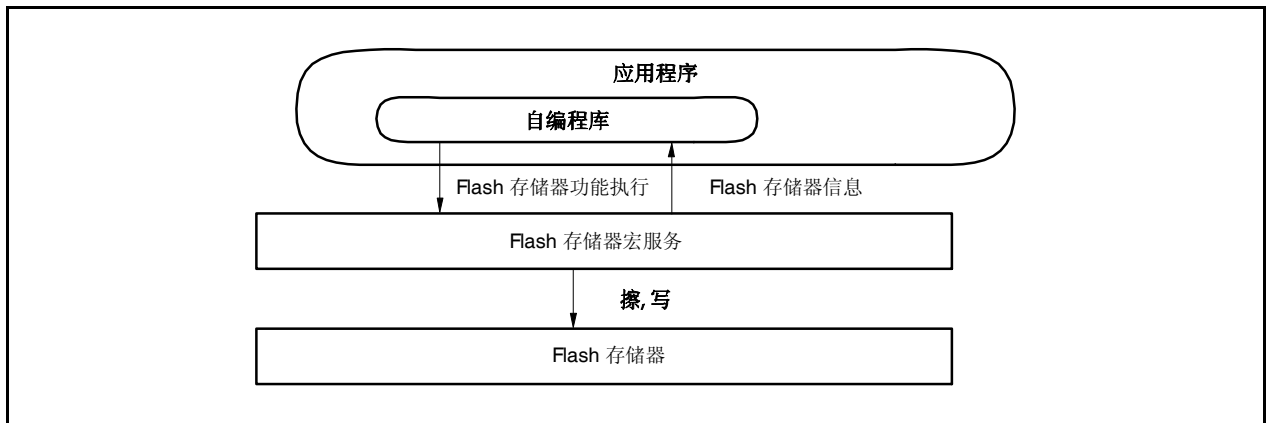 应用程序
自编程库
Flash 存储器功能执行
Flash 存储器信息
Flash 存储器宏服务
擦, 写
Flash 存储器